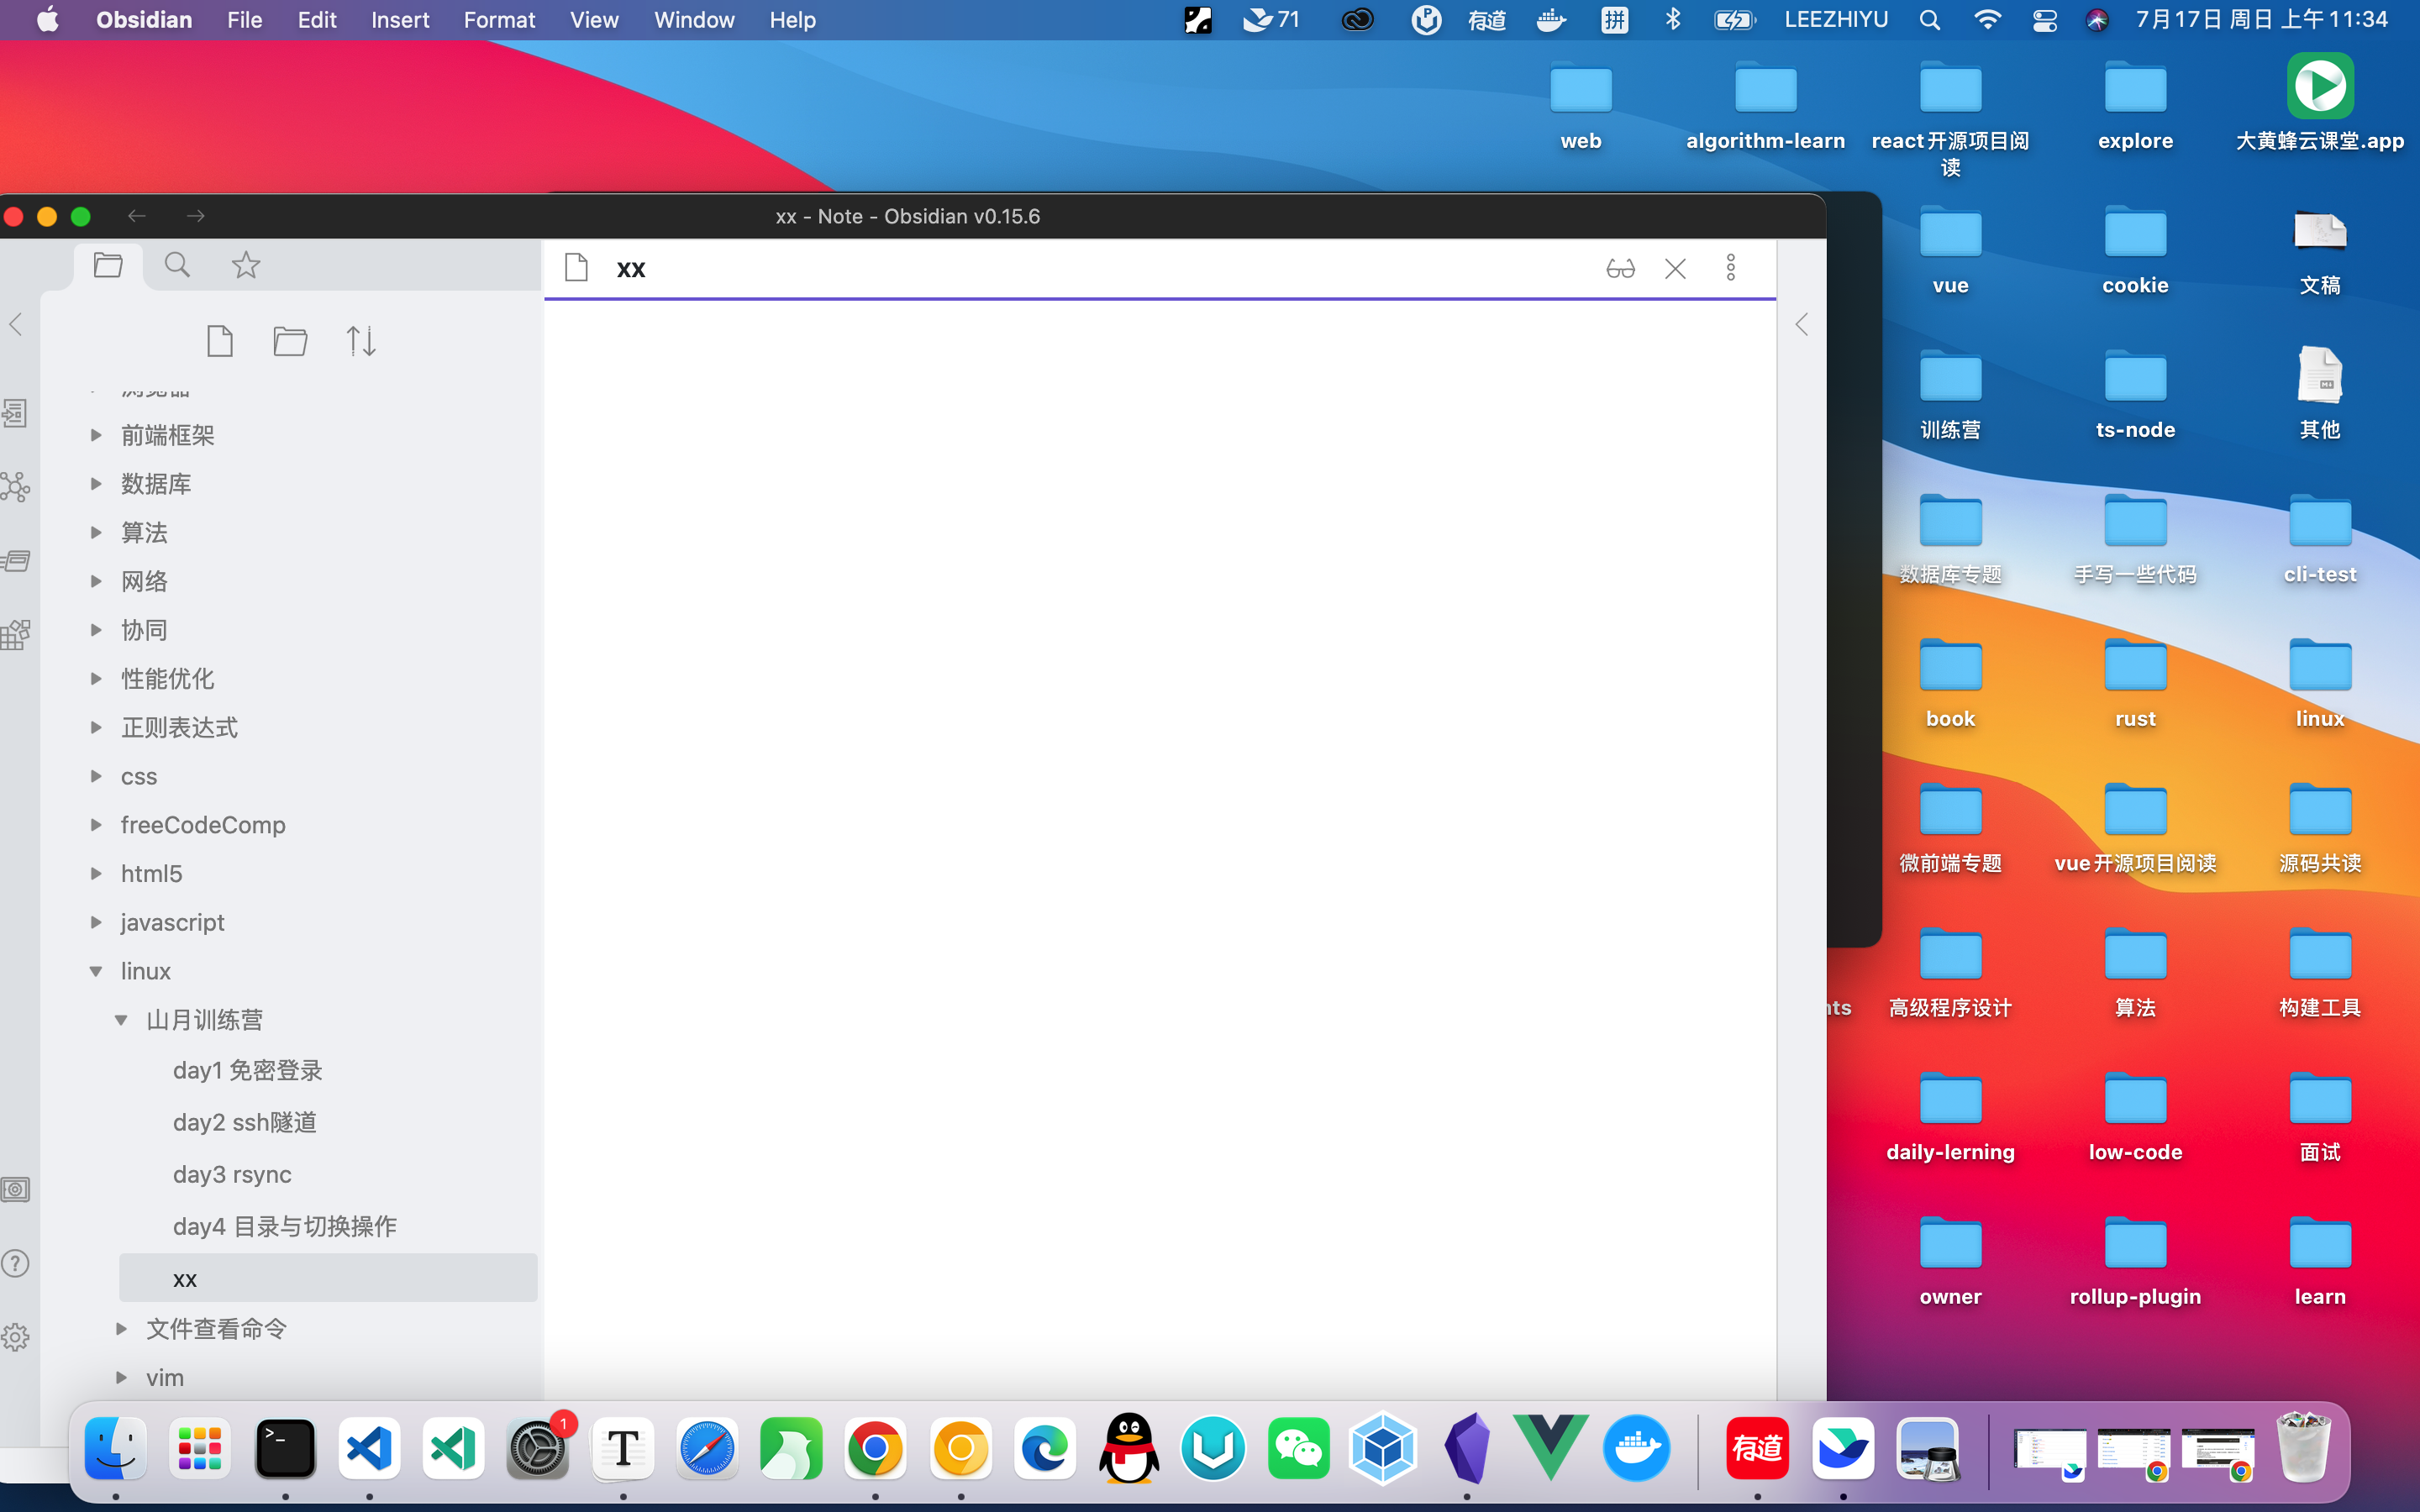 Obsidian File Edit Insert Format View Window Help 71 有道 拼 LEEZHIYU 7月17日 周日 上午11:34
web
algorithm-learn
react开源项目阅
读
explore
大黄蜂云课堂.app
xx - Note - Obsidian v0.15.6
xx
浏览器
前端框架
数据库
算法
网络
协同
性能优化
正则表达式
css
freeCodeComp
html5
javascript
linux
山月训练营
day1 免密登录
day2 ssh隧道
day3 rsync
day4 目录与切换操作
xx
文件查看命令
vim
vue
cookie
文稿
训练营
ts-node
其他
数据库专题
手写一些代码
cli-test
book
rust
linux
微前端专题
vue开源项目阅读
源码共读
nts
高级程序设计
算法
构建工具
daily-lerning
low-code
面试
owner
rollup-plugin
learn
>_
1
T
有道